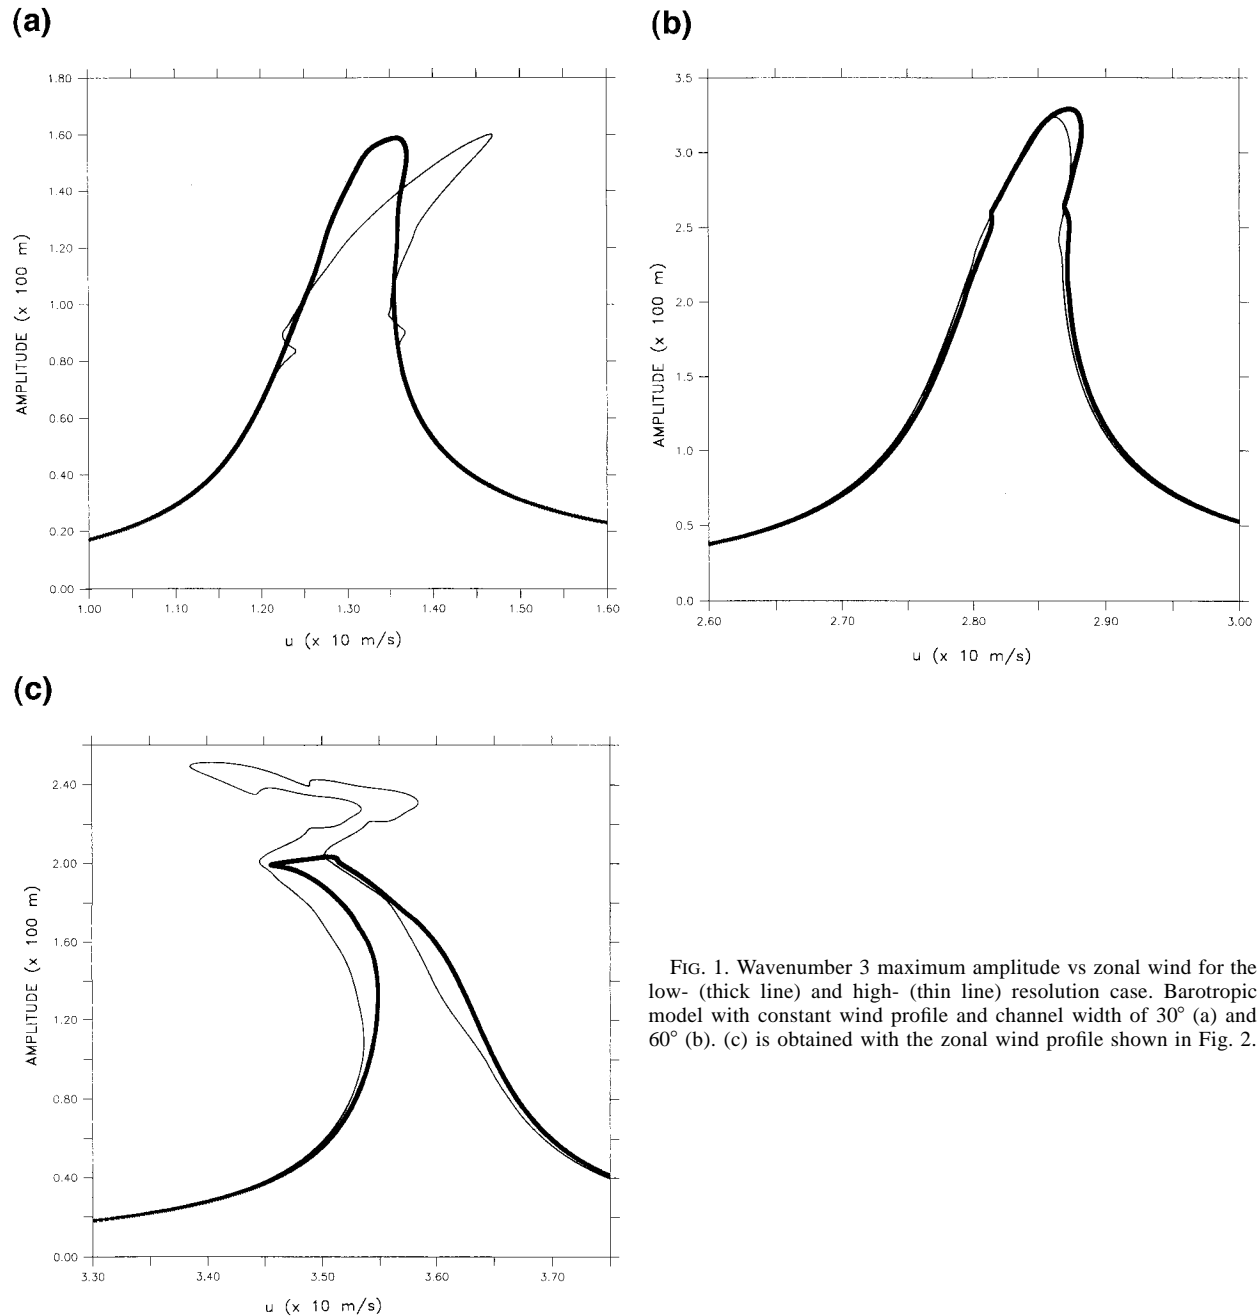 (a)
1.80
1.60
1.40
1.20
1.00
0.80
0.60
0.40
0.20
0.00
AMPLITUDE (x 100 m)
1.00 1.10 1.20 1.30 1.40 1.50 1.60
u (x 10 m/s)
(b)
3.5
3.0
2.5
2.0
1.5
1.0
0.5
0.0
AMPLITUDE (x 100 m)
2.60 2.70 2.80 2.90 3.00
u (x 10 m/s)
(c)
2.40
2.00
1.60
1.20
0.80
0.40
0.00
AMPLITUDE (x 100 m)
3.30 3.40 3.50 3.60 3.70
u (x 10 m/s)
FIG. 1. Wavenumber 3 maximum amplitude vs zonal wind for the
low- (thick line) and high- (thin line) resolution case. Barotropic
model with constant wind profile and channel width of 30° (a) and
60° (b). (c) is obtained with the zonal wind profile shown in Fig. 2.